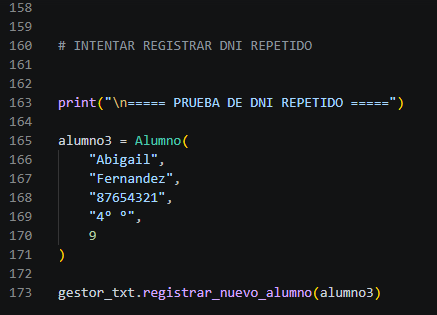 158
159
160 # INTENTAR REGISTRAR DNI REPETIDO
161
162
163 print("\n===== PRUEBA DE DNI REPETIDO =====")
164
165 alumno3 = Alumno(
166     "Abigail",
167     "Fernandez",
168     "87654321",
169     "4° °",
170     9
171 )
172
173 gestor_txt.registrar_nuevo_alumno(alumno3)